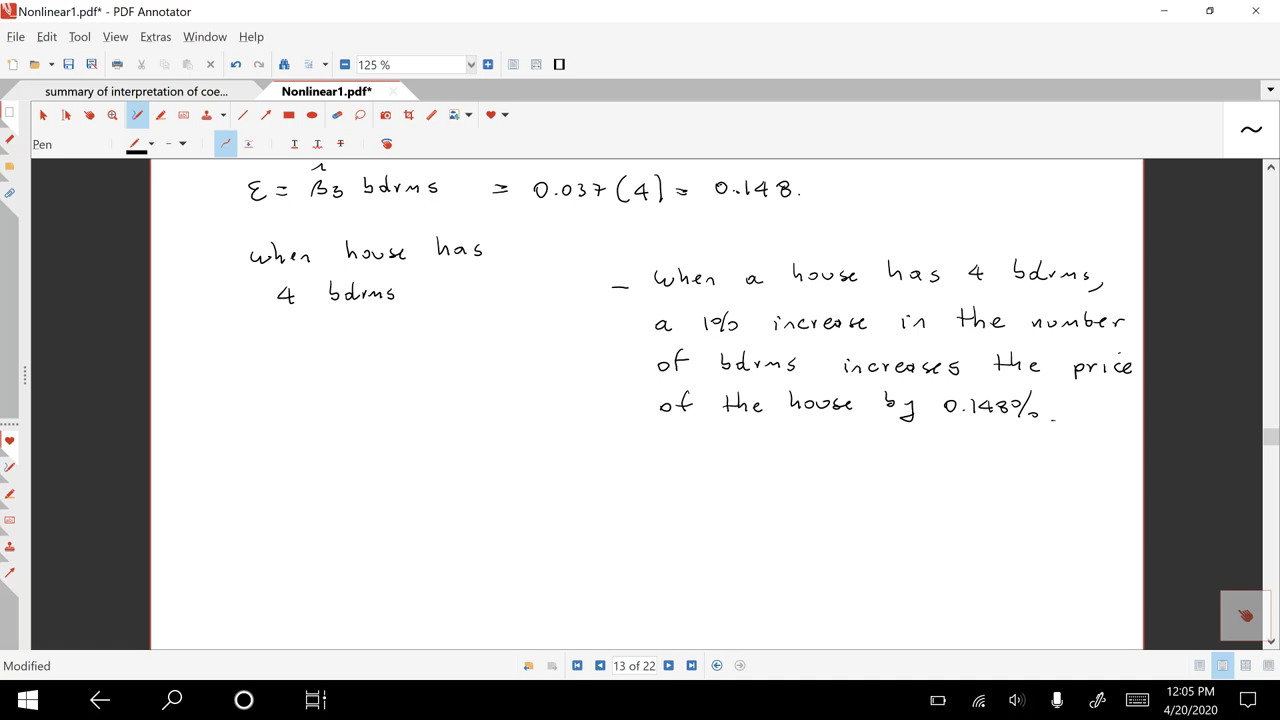 Nonlinear1.pdf* - PDF Annotator
File Edit Tool View Extras Window Help
125 %
summary of interpretation of coe... Nonlinear1.pdf*
Pen
ε = β̂3 bdrms = 0.037 (4) = 0.148.
when house has
4 bdrms
– when a house has 4 bdrms,
a 1% increase in the number
of bdrms increases the price
of the house by 0.148%.
Modified 13 of 22
12:05 PM
4/20/2020